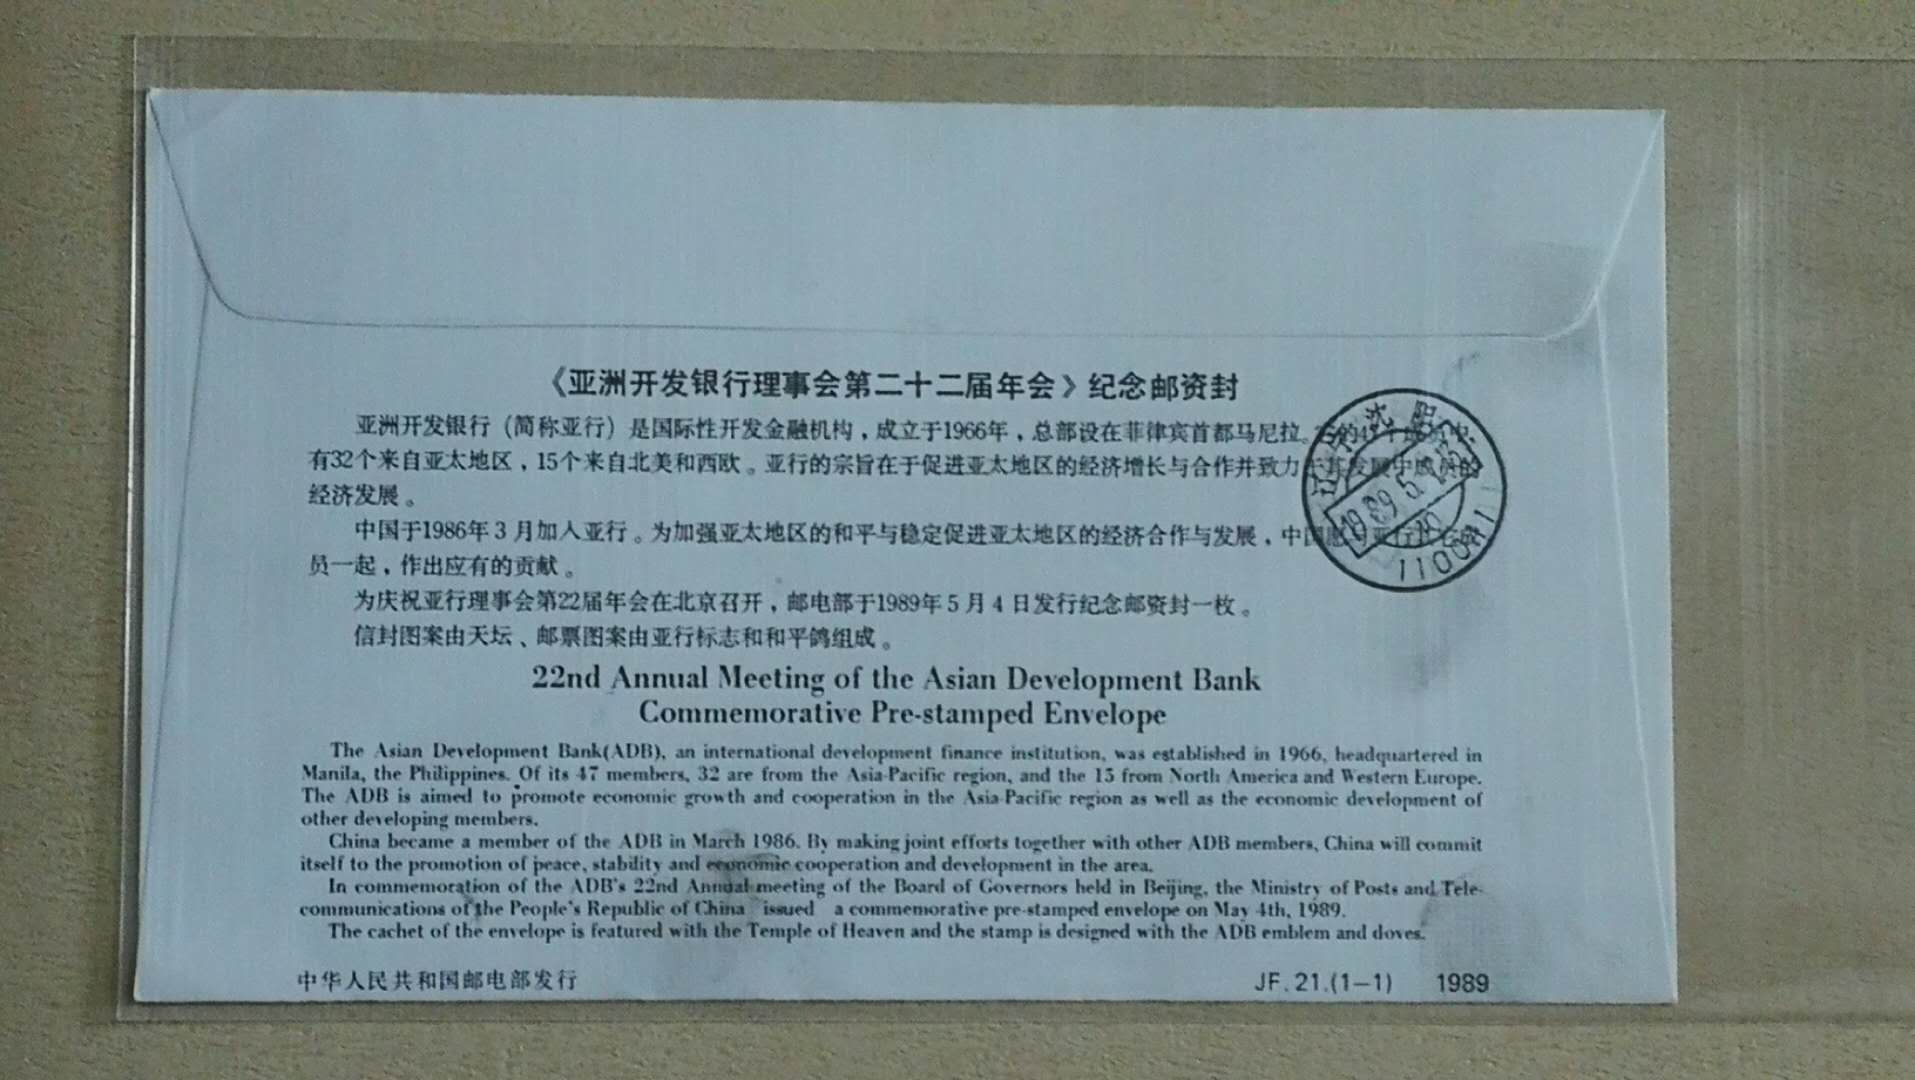 《亚洲开发银行理事会第二十二届年会》纪念邮资封
亚洲开发银行（简称亚行）是国际性开发金融机构，成立于1966年，总部设在菲律宾首都马尼拉。
有32个来自亚太地区，15个来自北美和西欧。亚行的宗旨在于促进亚太地区的经济增长与合作并致力于其发展中成员的
经济发展。
中国于1986年3月加入亚行。为加强亚太地区的和平与稳定促进亚太地区的经济合作与发展，中国
员一起，作出应有的贡献。
为庆祝亚行理事会第22届年会在北京召开，邮电部于1989年5月4日发行纪念邮资封一枚。
信封图案由天坛、邮票图案由亚行标志和和平鸽组成。
辽宁沈阳
1989.5.
110011
22nd Annual Meeting of the Asian Development Bank
Commemorative Pre-stamped Envelope
The Asian Development Bank(ADB), an international development finance institution, was established in 1966, headquartered in
Manila, the Philippines. Of its 47 members, 32 are from the Asia-Pacific region, and the 15 from North America and Western Europe.
The ADB is aimed to promote economic growth and cooperation in the Asia-Pacific region as well as the economic development of
other developing members.
China became a member of the ADB in March 1986. By making joint efforts together with other ADB members, China will commit
itself to the promotion of peace, stability and economic cooperation and development in the area.
In commemoration of the ADB's 22nd Annual meeting of the Board of Governors held in Beijing, the Ministry of Posts and Tele-
communications of the People's Republic of China issued a commemorative pre-stamped envelope on May 4th, 1989.
The cachet of the envelope is featured with the Temple of Heaven and the stamp is designed with the ADB emblem and doves.
中华人民共和国邮电部发行
JF.21.(1-1) 1989